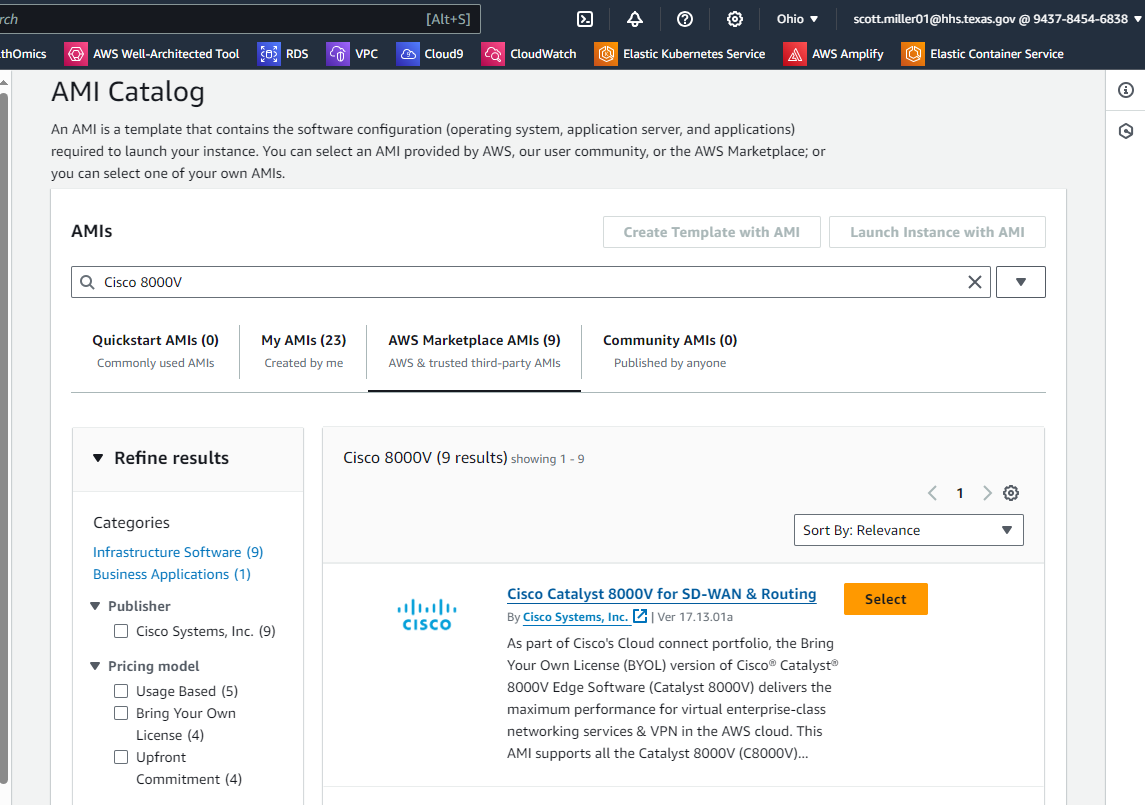 rch [Alt+S] Ohio ▼ scott.miller01@hhs.texas.gov @ 9437-8454-6838 ▼
thOmics AWS Well-Architected Tool RDS VPC Cloud9 CloudWatch Elastic Kubernetes Service AWS Amplify Elastic Container Service
AMI Catalog
An AMI is a template that contains the software configuration (operating system, application server, and applications)
required to launch your instance. You can select an AMI provided by AWS, our user community, or the AWS Marketplace; or
you can select one of your own AMIs.
AMIs
Create Template with AMI
Launch Instance with AMI
Cisco 8000V
Quickstart AMIs (0)
Commonly used AMIs
My AMIs (23)
Created by me
AWS Marketplace AMIs (9)
AWS & trusted third-party AMIs
Community AMIs (0)
Published by anyone
Refine results
Categories
Infrastructure Software (9)
Business Applications (1)
Publisher
Cisco Systems, Inc. (9)
Pricing model
Usage Based (5)
Bring Your Own
License (4)
Upfront
Commitment (4)
Cisco 8000V (9 results) showing 1 - 9
1
Sort By: Relevance
CISCO
Cisco Catalyst 8000V for SD-WAN & Routing
By Cisco Systems, Inc. | Ver 17.13.01a
As part of Cisco's Cloud connect portfolio, the Bring
Your Own License (BYOL) version of Cisco® Catalyst®
8000V Edge Software (Catalyst 8000V) delivers the
maximum performance for virtual enterprise-class
networking services & VPN in the AWS cloud. This
AMI supports all the Catalyst 8000V (C8000V)...
Select